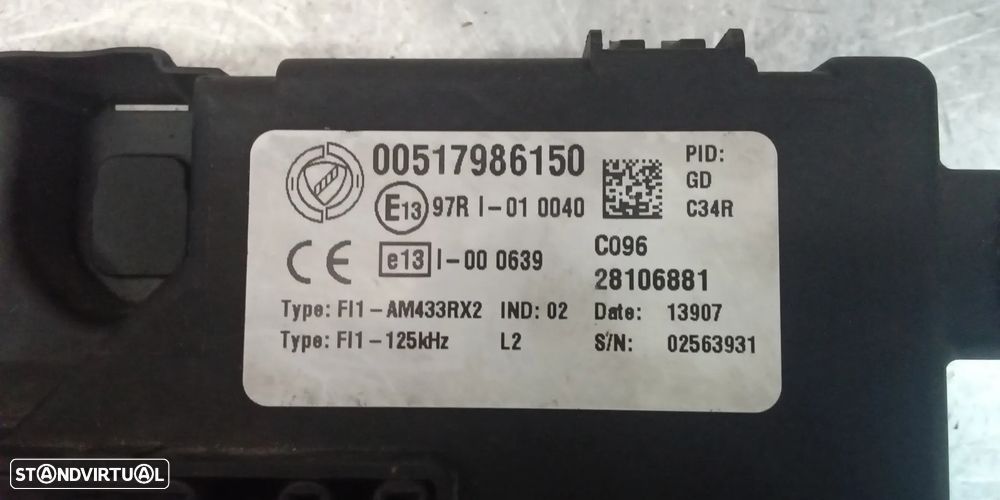 00517986150
E13 97R I-01 0040
CE e13 I-00 0639
Type: FI1-AM433RX2 IND: 02
Type: FI1-125kHz L2
PID:
GD
C34R
C096
28106881
Date: 13907
S/N: 02563931
STANDVIRTUAL